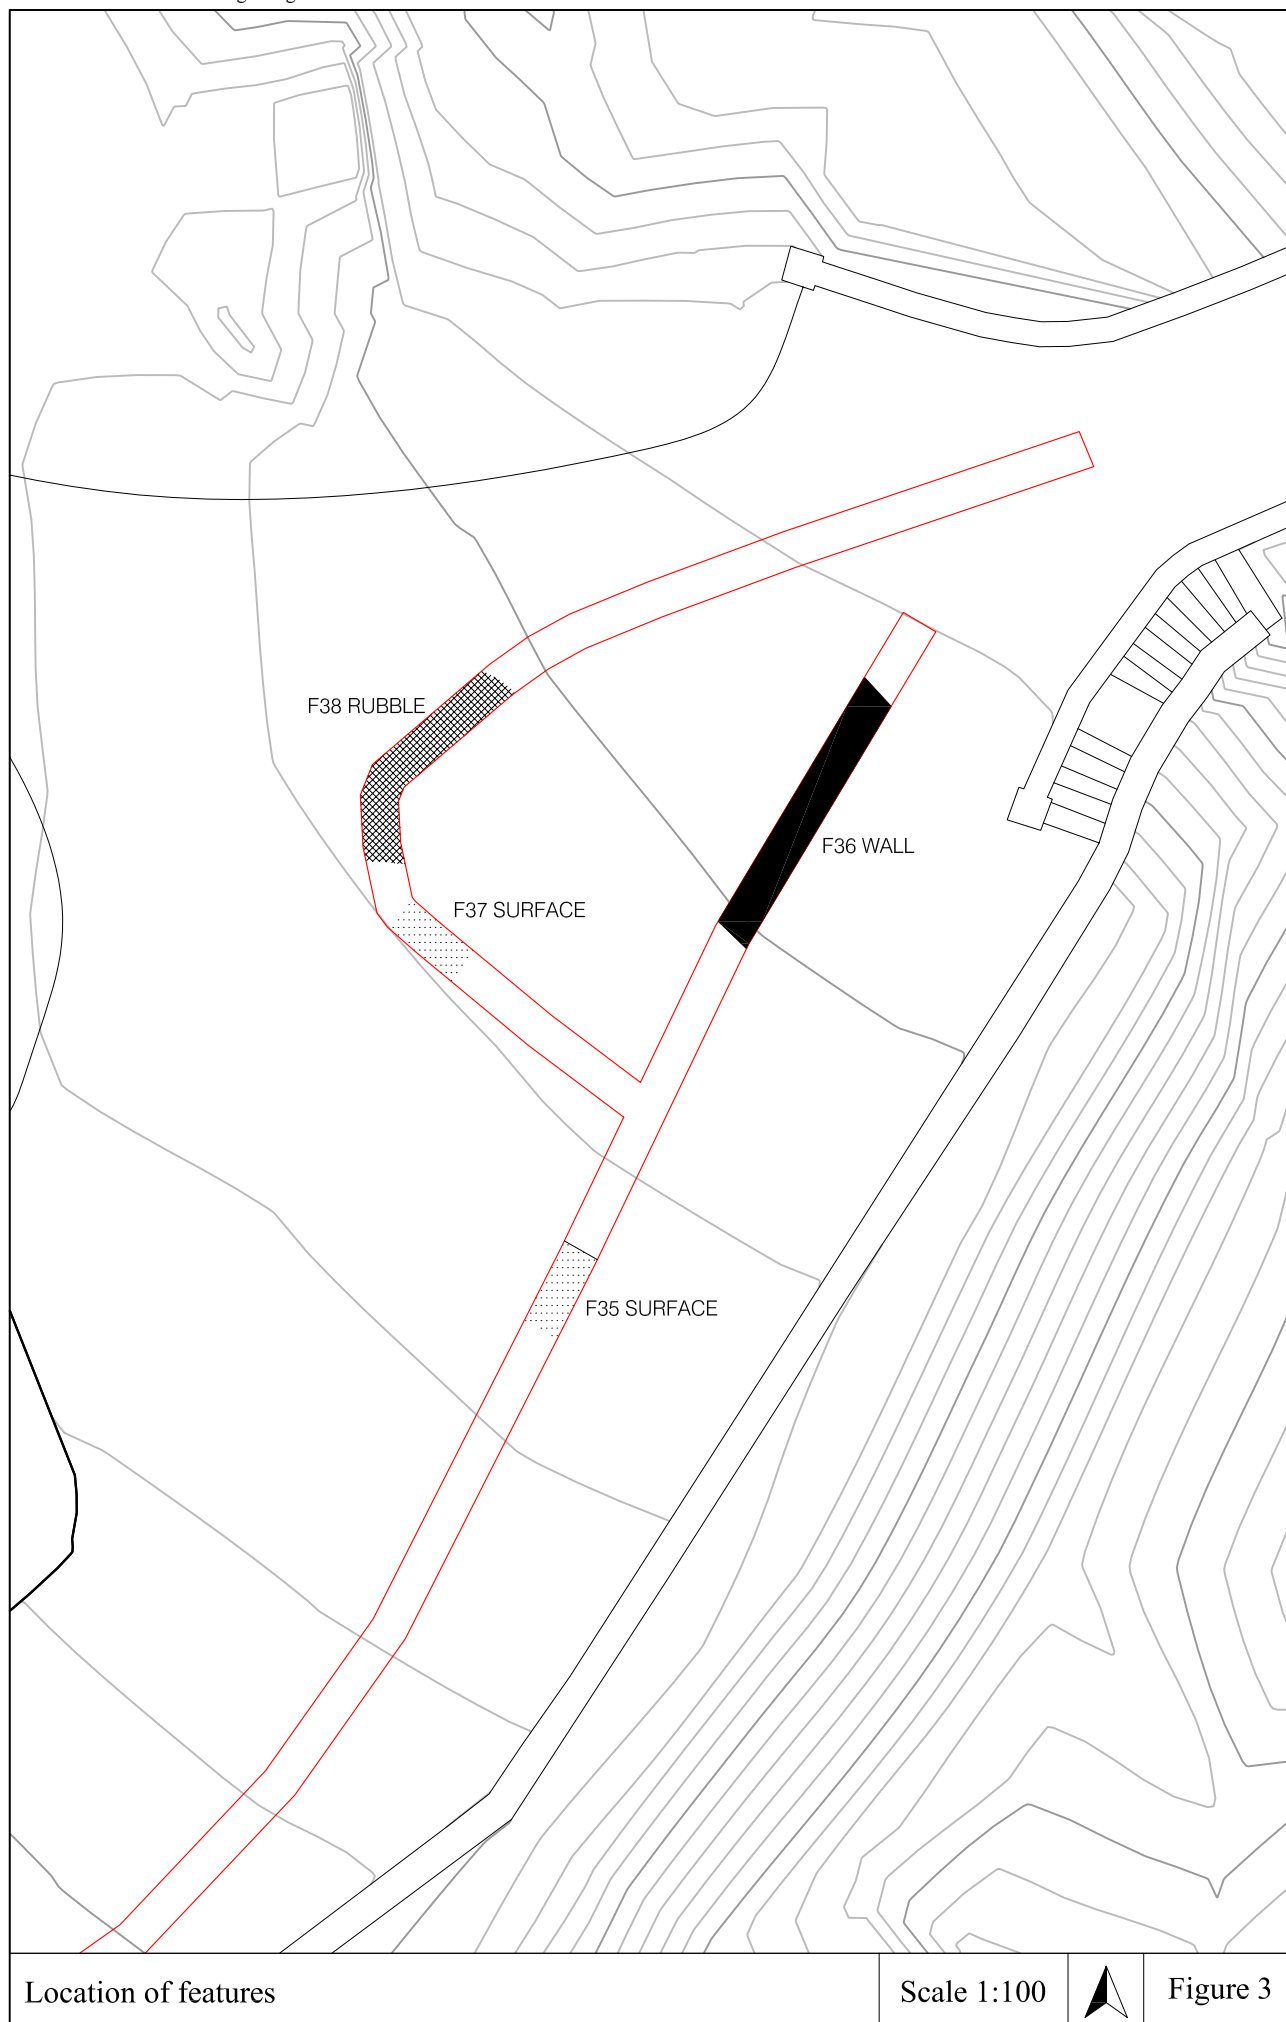 F38 RUBBLE
F36 WALL
F37 SURFACE
F35 SURFACE
Location of features
Scale 1:100
Figure 3